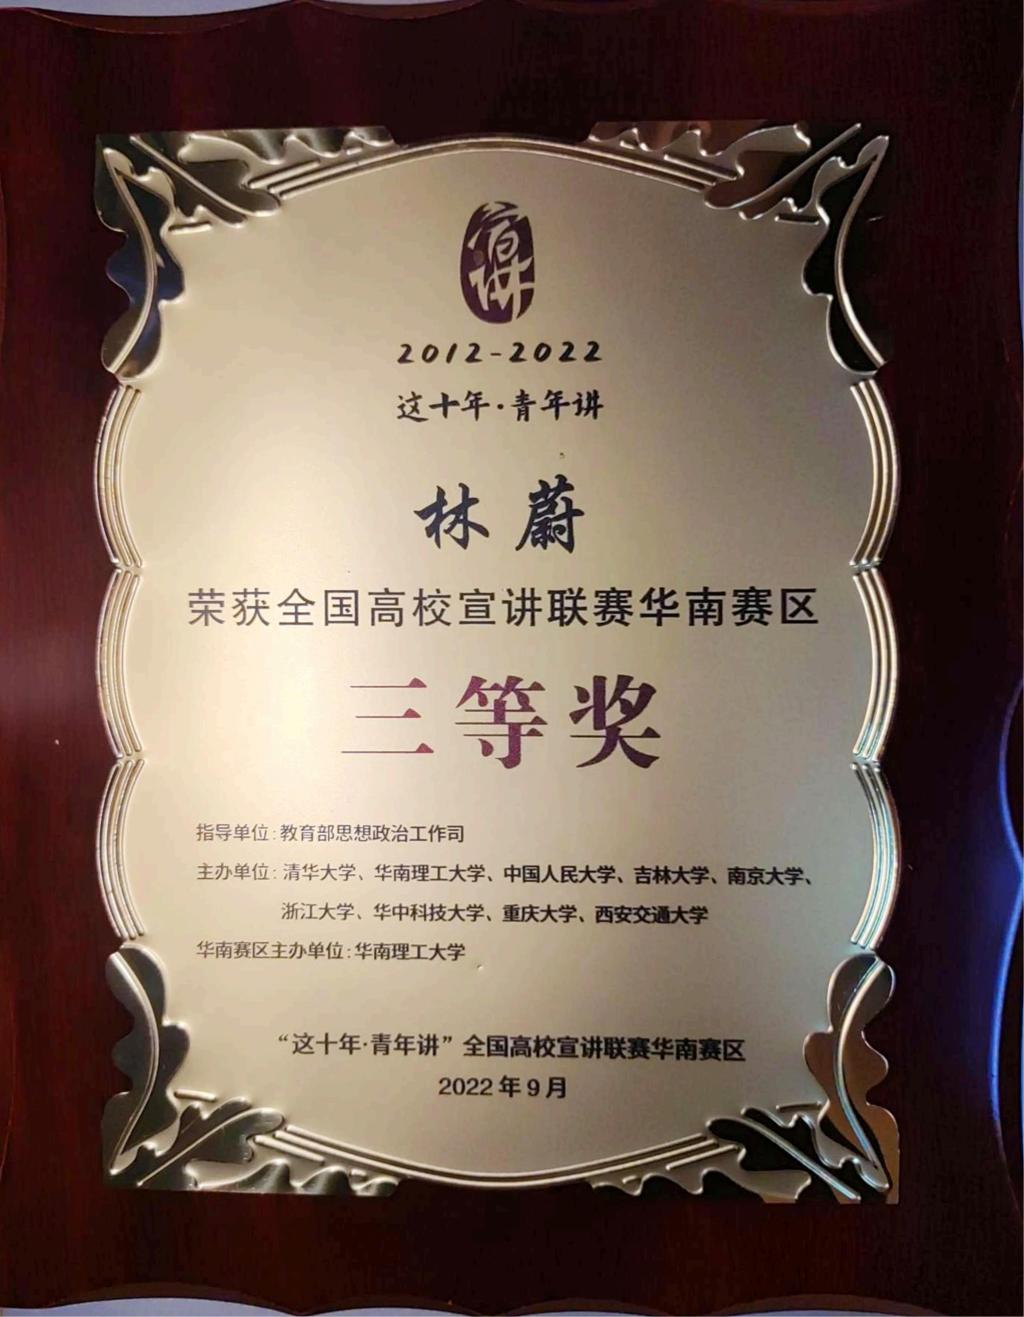 宣讲
2012-2022
这十年·青年讲
林蔚
荣获全国高校宣讲联赛华南赛区
三等奖
指导单位:教育部思想政治工作司
主办单位:清华大学、华南理工大学、中国人民大学、吉林大学、南京大学、
浙江大学、华中科技大学、重庆大学、西安交通大学
华南赛区主办单位:华南理工大学
“这十年·青年讲”全国高校宣讲联赛华南赛区
2022年9月